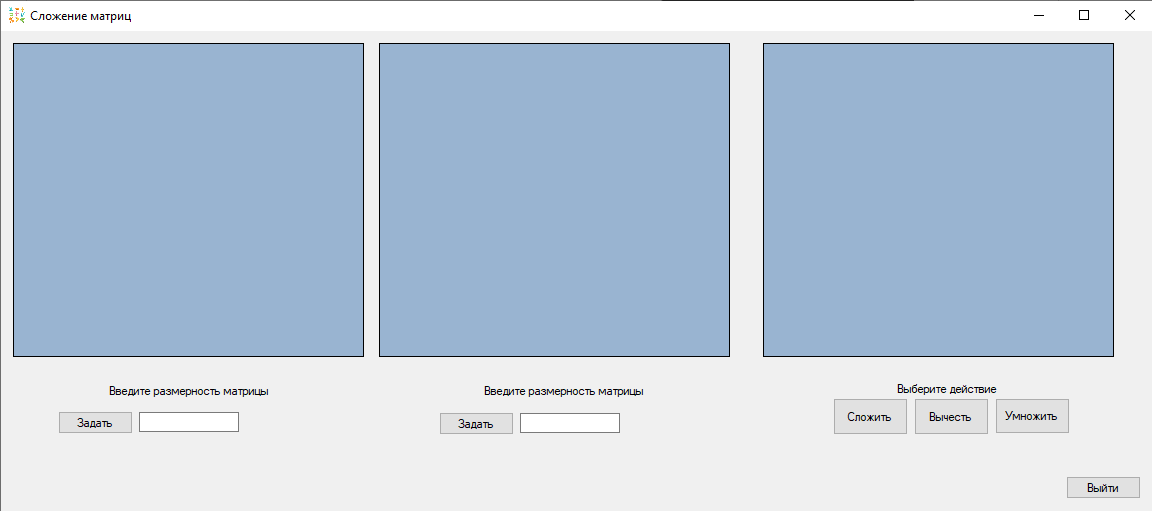 Сложение матриц
Введите размерность матрицы
Задать
Введите размерность матрицы
Задать
Выберите действие
Сложить Вычесть Умножить
Выйти